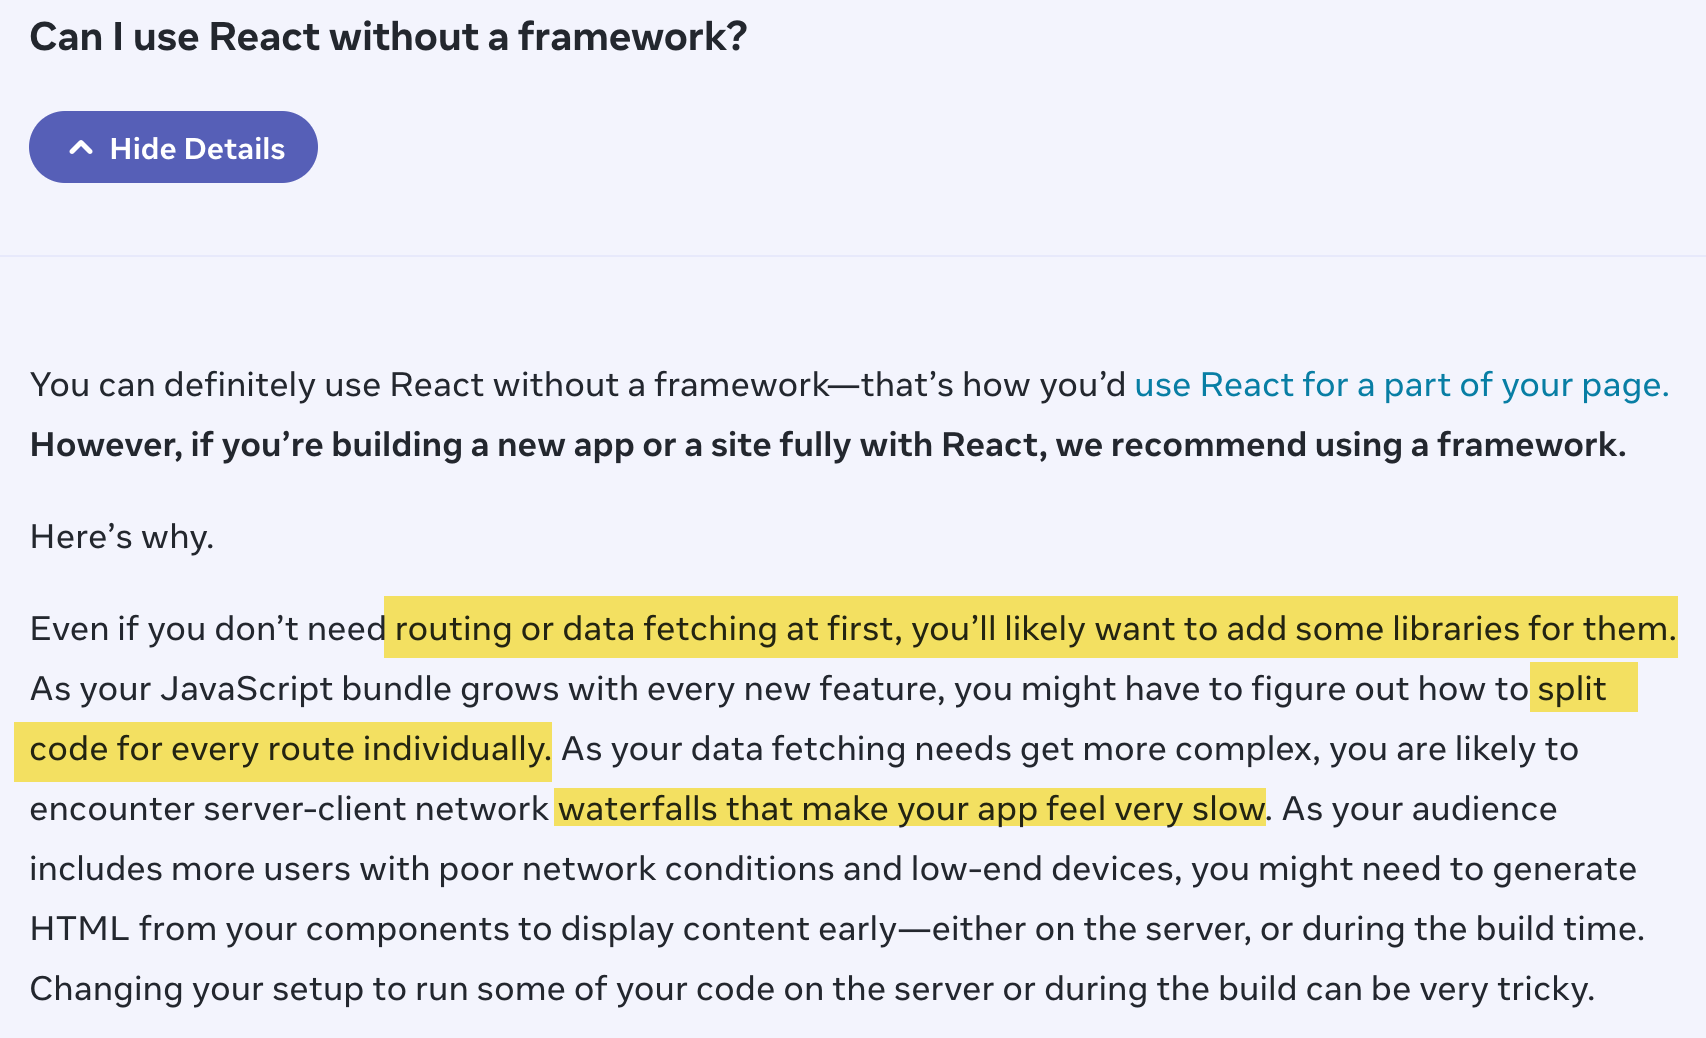 Can I use React without a framework?
Hide Details
You can definitely use React without a framework—that’s how you’d use React for a part of your page.
However, if you’re building a new app or a site fully with React, we recommend using a framework.
Here’s why.
Even if you don’t need routing or data fetching at first, you’ll likely want to add some libraries for them.
As your JavaScript bundle grows with every new feature, you might have to figure out how to split
code for every route individually. As your data fetching needs get more complex, you are likely to
encounter server-client network waterfalls that make your app feel very slow. As your audience
includes more users with poor network conditions and low-end devices, you might need to generate
HTML from your components to display content early—either on the server, or during the build time.
Changing your setup to run some of your code on the server or during the build can be very tricky.